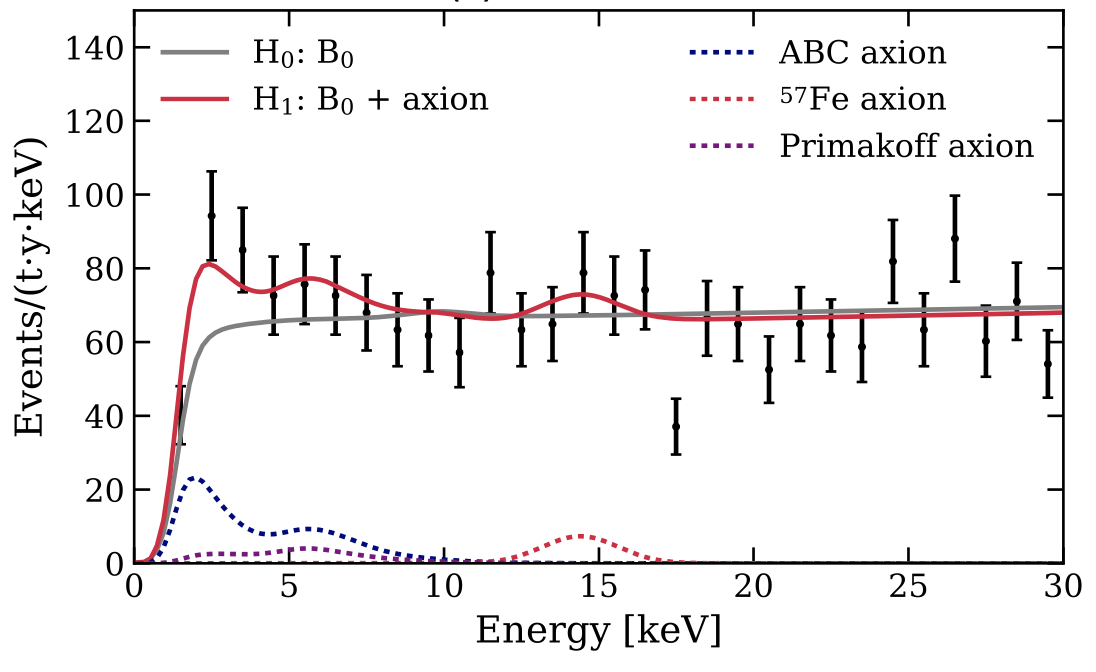 H₀: B₀
H₁: B₀ + axion
ABC axion
⁵⁷Fe axion
Primakoff axion
Events/(t·y·keV)
140
120
100
80
60
40
20
0
0 5 10 15 20 25 30
Energy [keV]